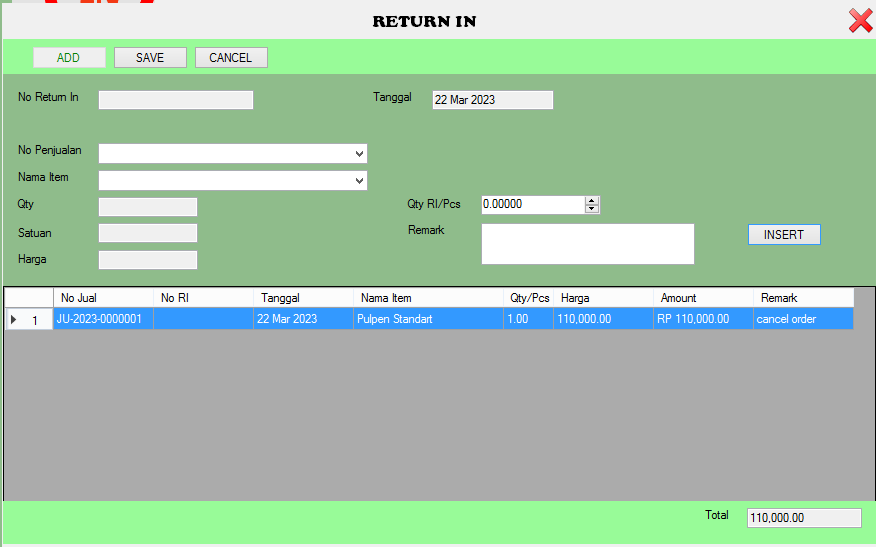 RETURN IN
ADD SAVE CANCEL
No Return In Tanggal 22 Mar 2023
No Penjualan
Nama Item
Qty Qty RI/Pcs 0.00000
Satuan Remark INSERT
Harga
No Jual No RI Tanggal Nama Item Qty/Pcs Harga Amount Remark
1 JU-2023-0000001 22 Mar 2023 Pulpen Standart 1.00 110,000.00 RP 110,000.00 cancel order
Total 110,000.00